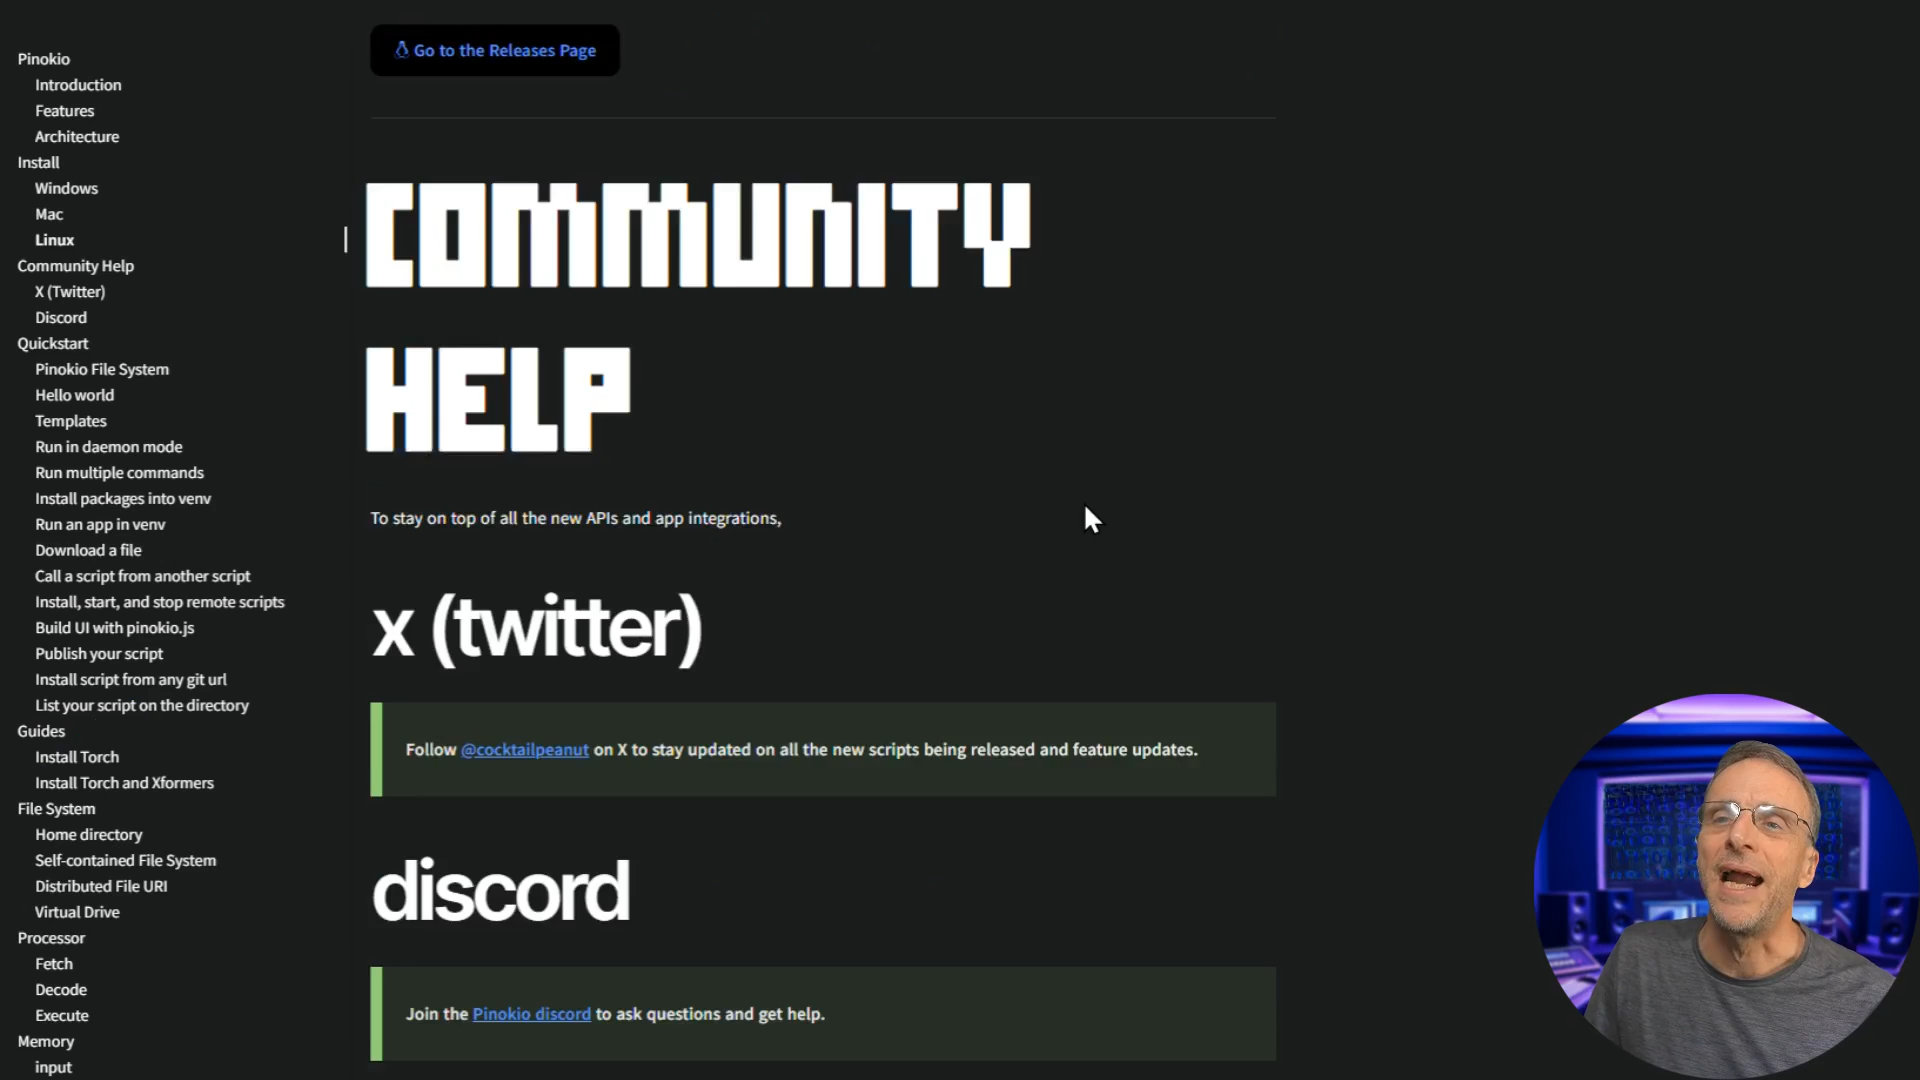 Pinokio
Introduction
Features
Architecture
Install
Windows
Mac
Linux
Community Help
X (Twitter)
Discord
Quickstart
Pinokio File System
Hello world
Templates
Run in daemon mode
Run multiple commands
Install packages into venv
Run an app in venv
Download a file
Call a script from another script
Install, start, and stop remote scripts
Build UI with pinokio.js
Publish your script
Install script from any git url
List your script on the directory
Guides
Install Torch
Install Torch and Xformers
File System
Home directory
Self-contained File System
Distributed File URI
Virtual Drive
Processor
Fetch
Decode
Execute
Memory
input
Go to the Releases Page
COMMUNITY
HELP
To stay on top of all the new APIs and app integrations,
x (twitter)
Follow @cocktailpeanut on X to stay updated on all the new scripts being released and feature updates.
discord
Join the Pinokio discord to ask questions and get help.